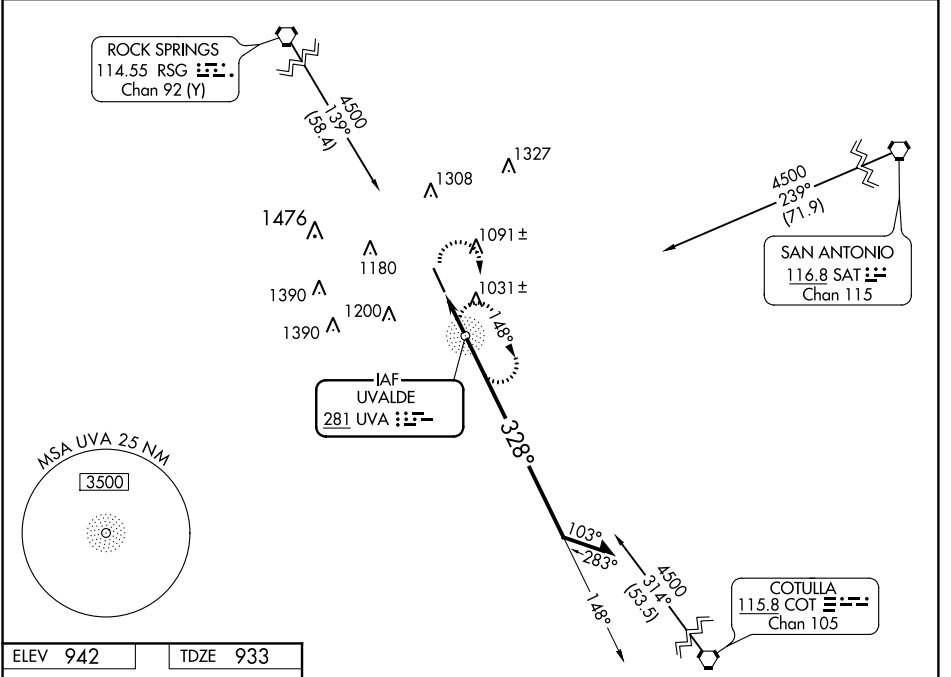 ROCK SPRINGS
114.55 RSG
Chan 92 (Y)
4500
139°
(58.4)
1327
1308
4500
239°
(71.9)
1476
1091 ±
1180
SAN ANTONIO
116.8 SAT
Chan 115
1390
1031 ±
1200
1390
148°
IAF
UVALDE
281 UVA
328°
MSA UVA 25 NM
3500
103°
283°
4500
314°
(53.5)
148°
COTULLA
115.8 COT
Chan 105
ELEV 942
TDZE 933